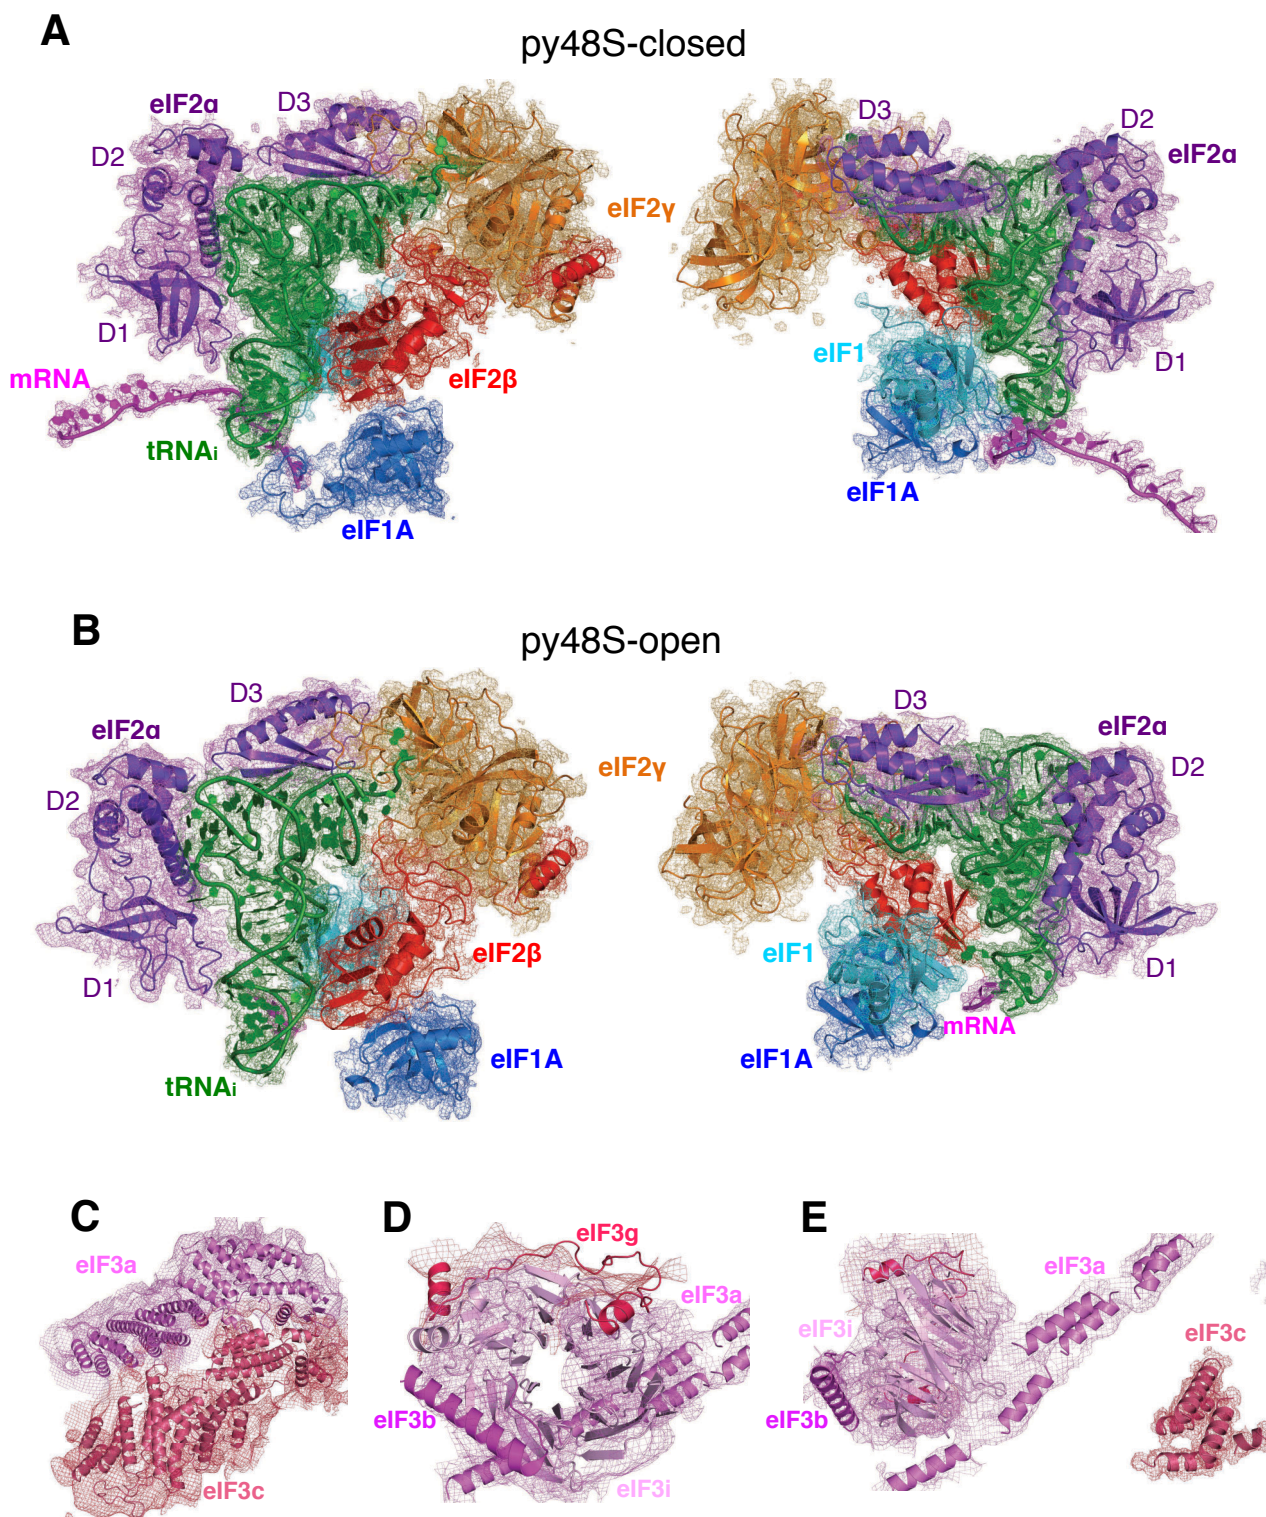 A
py48S-closed
eIF2α
D3
D2
D1
mRNA
tRNAi
eIF2γ
eIF2β
eIF1A
D3
D2
eIF2α
eIF1
D1
eIF1A
B
py48S-open
D3
eIF2α
D2
D1
tRNAi
eIF2γ
eIF2β
eIF1A
D3
eIF2α
D2
eIF1
D1
mRNA
eIF1A
C
eIF3a
eIF3c
D
eIF3g
eIF3a
eIF3b
eIF3i
E
eIF3a
eIF3i
eIF3c
eIF3b